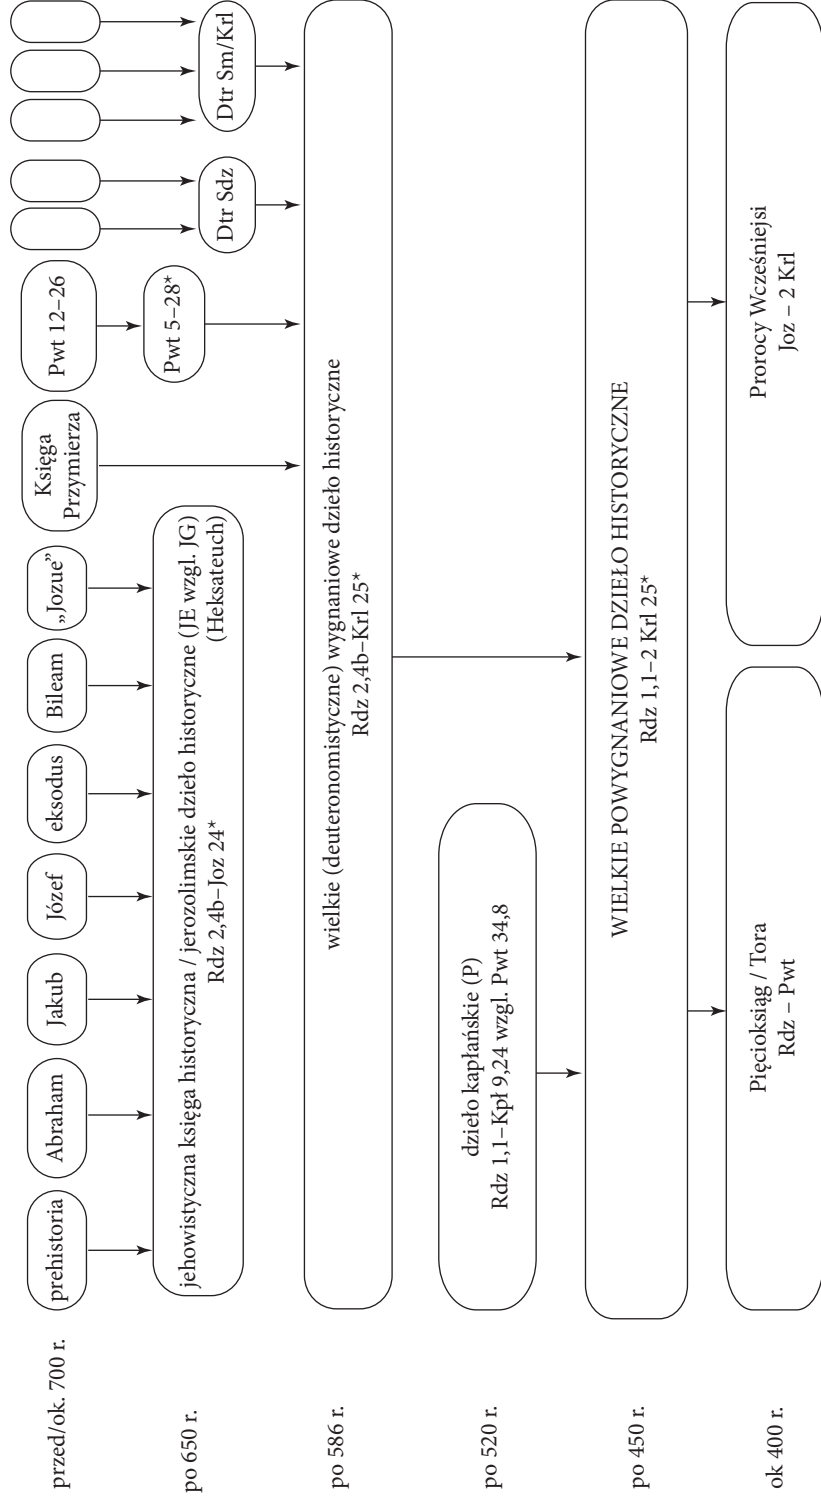 przed/ok. 700 r.
prehistoria
Abraham
Jakub
Józef
eksodus
Bileam
„Jozue”
Księga
Przymierza
Pwt 12–26
po 650 r.
jehowistyczna księga historyczna / jerozolimskie dzieło historyczne (JE wzgl. JG)
Rdz 2,4b–Joz 24*
(Heksateuch)
Pwt 5–28*
Dtr Sdz
Dtr Sm/Krl
po 586 r.
wielkie (deuteronomistyczne) wygnaniowe dzieło historyczne
Rdz 2,4b–Krl 25*
po 520 r.
dzieło kapłańskie (P)
Rdz 1,1–Kpł 9,24 wzgl. Pwt 34,8
po 450 r.
WIELKIE POWYGNANIOWE DZIEŁO HISTORYCZNE
Rdz 1,1–2 Krl 25*
ok 400 r.
Pięcioksiąg / Tora
Rdz – Pwt
Prorocy Wcześniejsi
Joz – 2 Krl